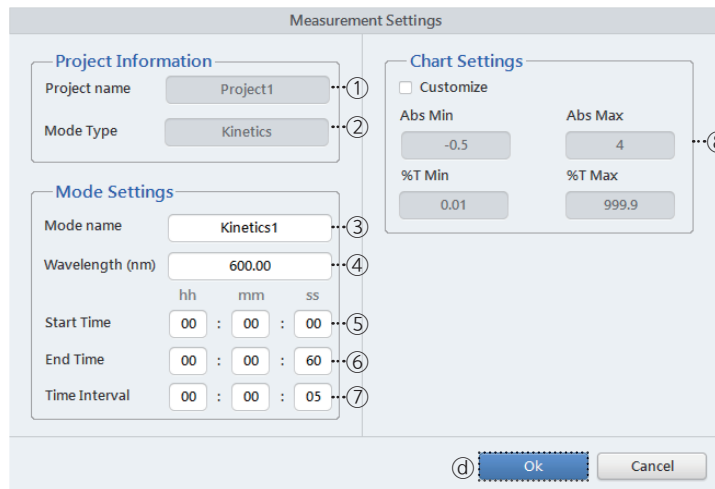 Measurement Settings
Project Information
Project name Project1 ①
Mode Type Kinetics ②
Mode Settings
Mode name Kinetics1 ③
Wavelength (nm) 600.00 ④
hh mm ss
Start Time 00 : 00 : 00 ⑤
End Time 00 : 00 : 60 ⑥
Time Interval 00 : 00 : 05 ⑦
Chart Settings
Customize
Abs Min Abs Max
-0.5 4
%T Min %T Max
0.01 999.9
ⓓ Ok Cancel